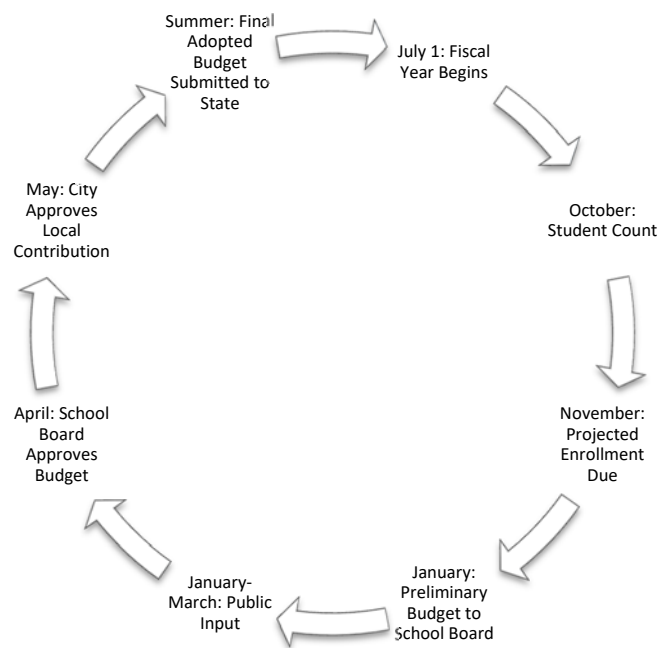 Summer: Final
Adopted
Budget
Submitted to
State
July 1: Fiscal
Year Begins
October:
Student Count
November:
Projected
Enrollment
Due
January:
Preliminary
Budget to
School Board
January-
March: Public
Input
April: School
Board
Approves
Budget
May: City
Approves
Local
Contribution